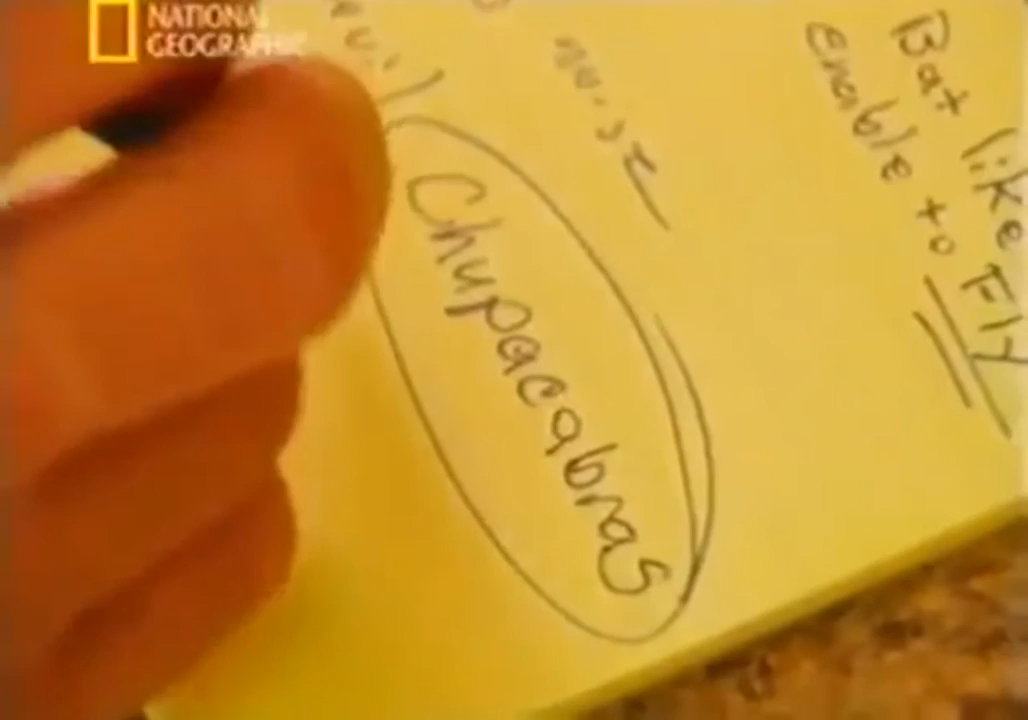 NATIONAL
GEOGRAPHIC
Bat like
enable to Fly
Chupacabras